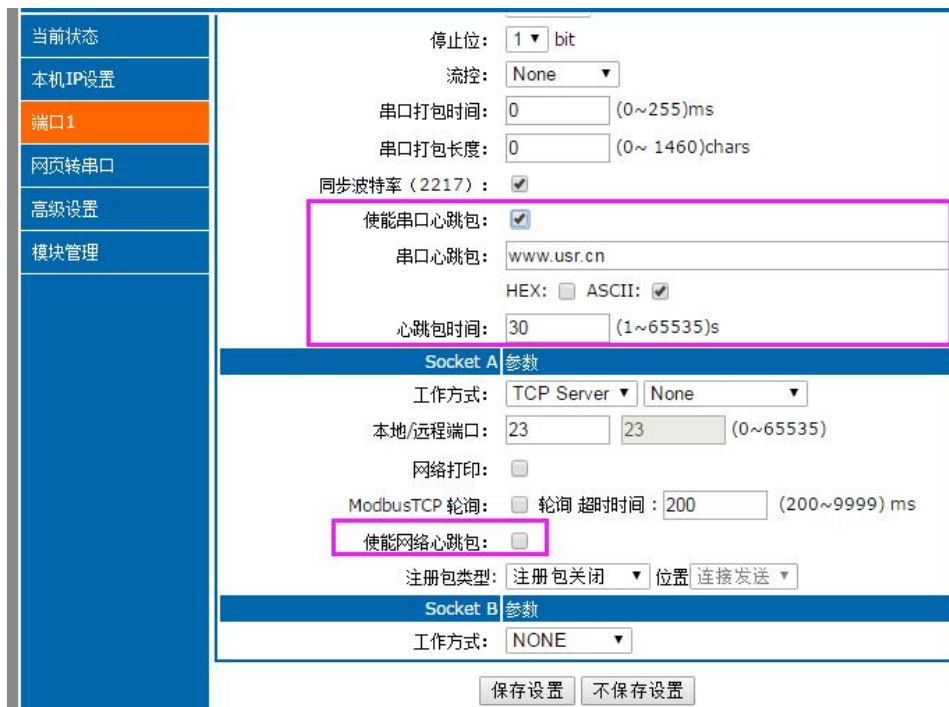 当前状态
本机IP设置
端口1
网页转串口
高级设置
模块管理
停止位： 1 bit
流控： None
串口打包时间： 0 (0~255)ms
串口打包长度： 0 (0~ 1460)chars
同步波特率（2217）：
使能串口心跳包：
串口心跳包： www.usr.cn
HEX: ASCII:
心跳包时间： 30 (1~65535)s
Socket A 参数
工作方式： TCP Server None
本地/远程端口： 23 23 (0~65535)
网络打印：
ModbusTCP 轮询： 轮询 超时时间：200 (200~9999) ms
使能网络心跳包：
注册包类型: 注册包关闭 位置 连接发送
Socket B 参数
工作方式： NONE
保存设置 不保存设置